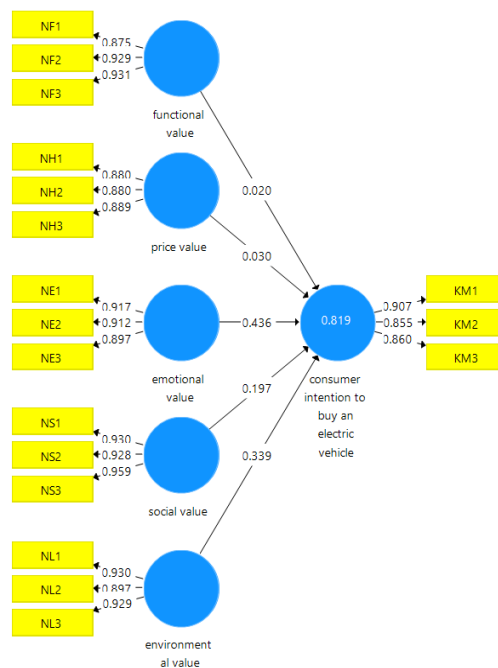 NF1
0.875
NF2
0.929
NF3
0.931
functional
value
0.020
NH1
0.880
NH2
0.880
NH3
0.889
price value
0.030
NE1
0.917
NE2
0.912
NE3
0.897
emotional
value
0.436
0.819
consumer
intention to
buy an
electric
vehicle
0.907
KM1
0.855
KM2
0.860
KM3
NS1
0.930
NS2
0.928
NS3
0.959
social value
0.197
NL1
0.930
NL2
0.897
NL3
0.929
environment
al value
0.339